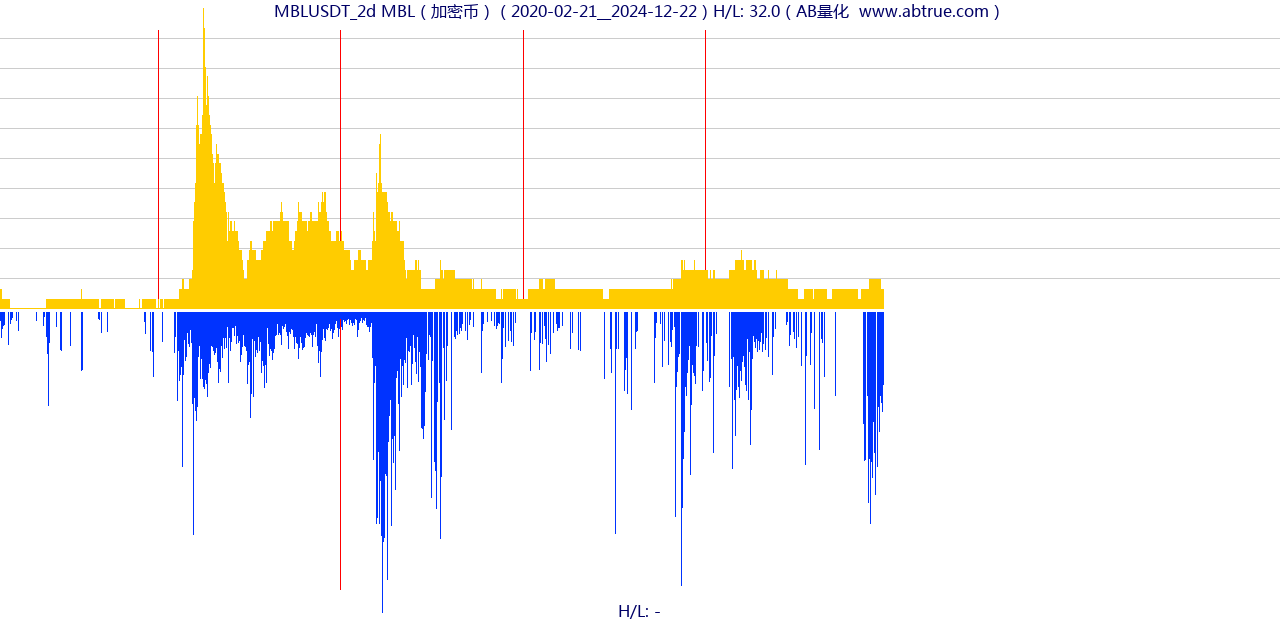 MBLUSDT_2d MBL ( 加密币 ) ( 2020-02-21__2024-12-22 ) H/L: 32.0 ( AB量化  www.abtrue.com )
H/L: -